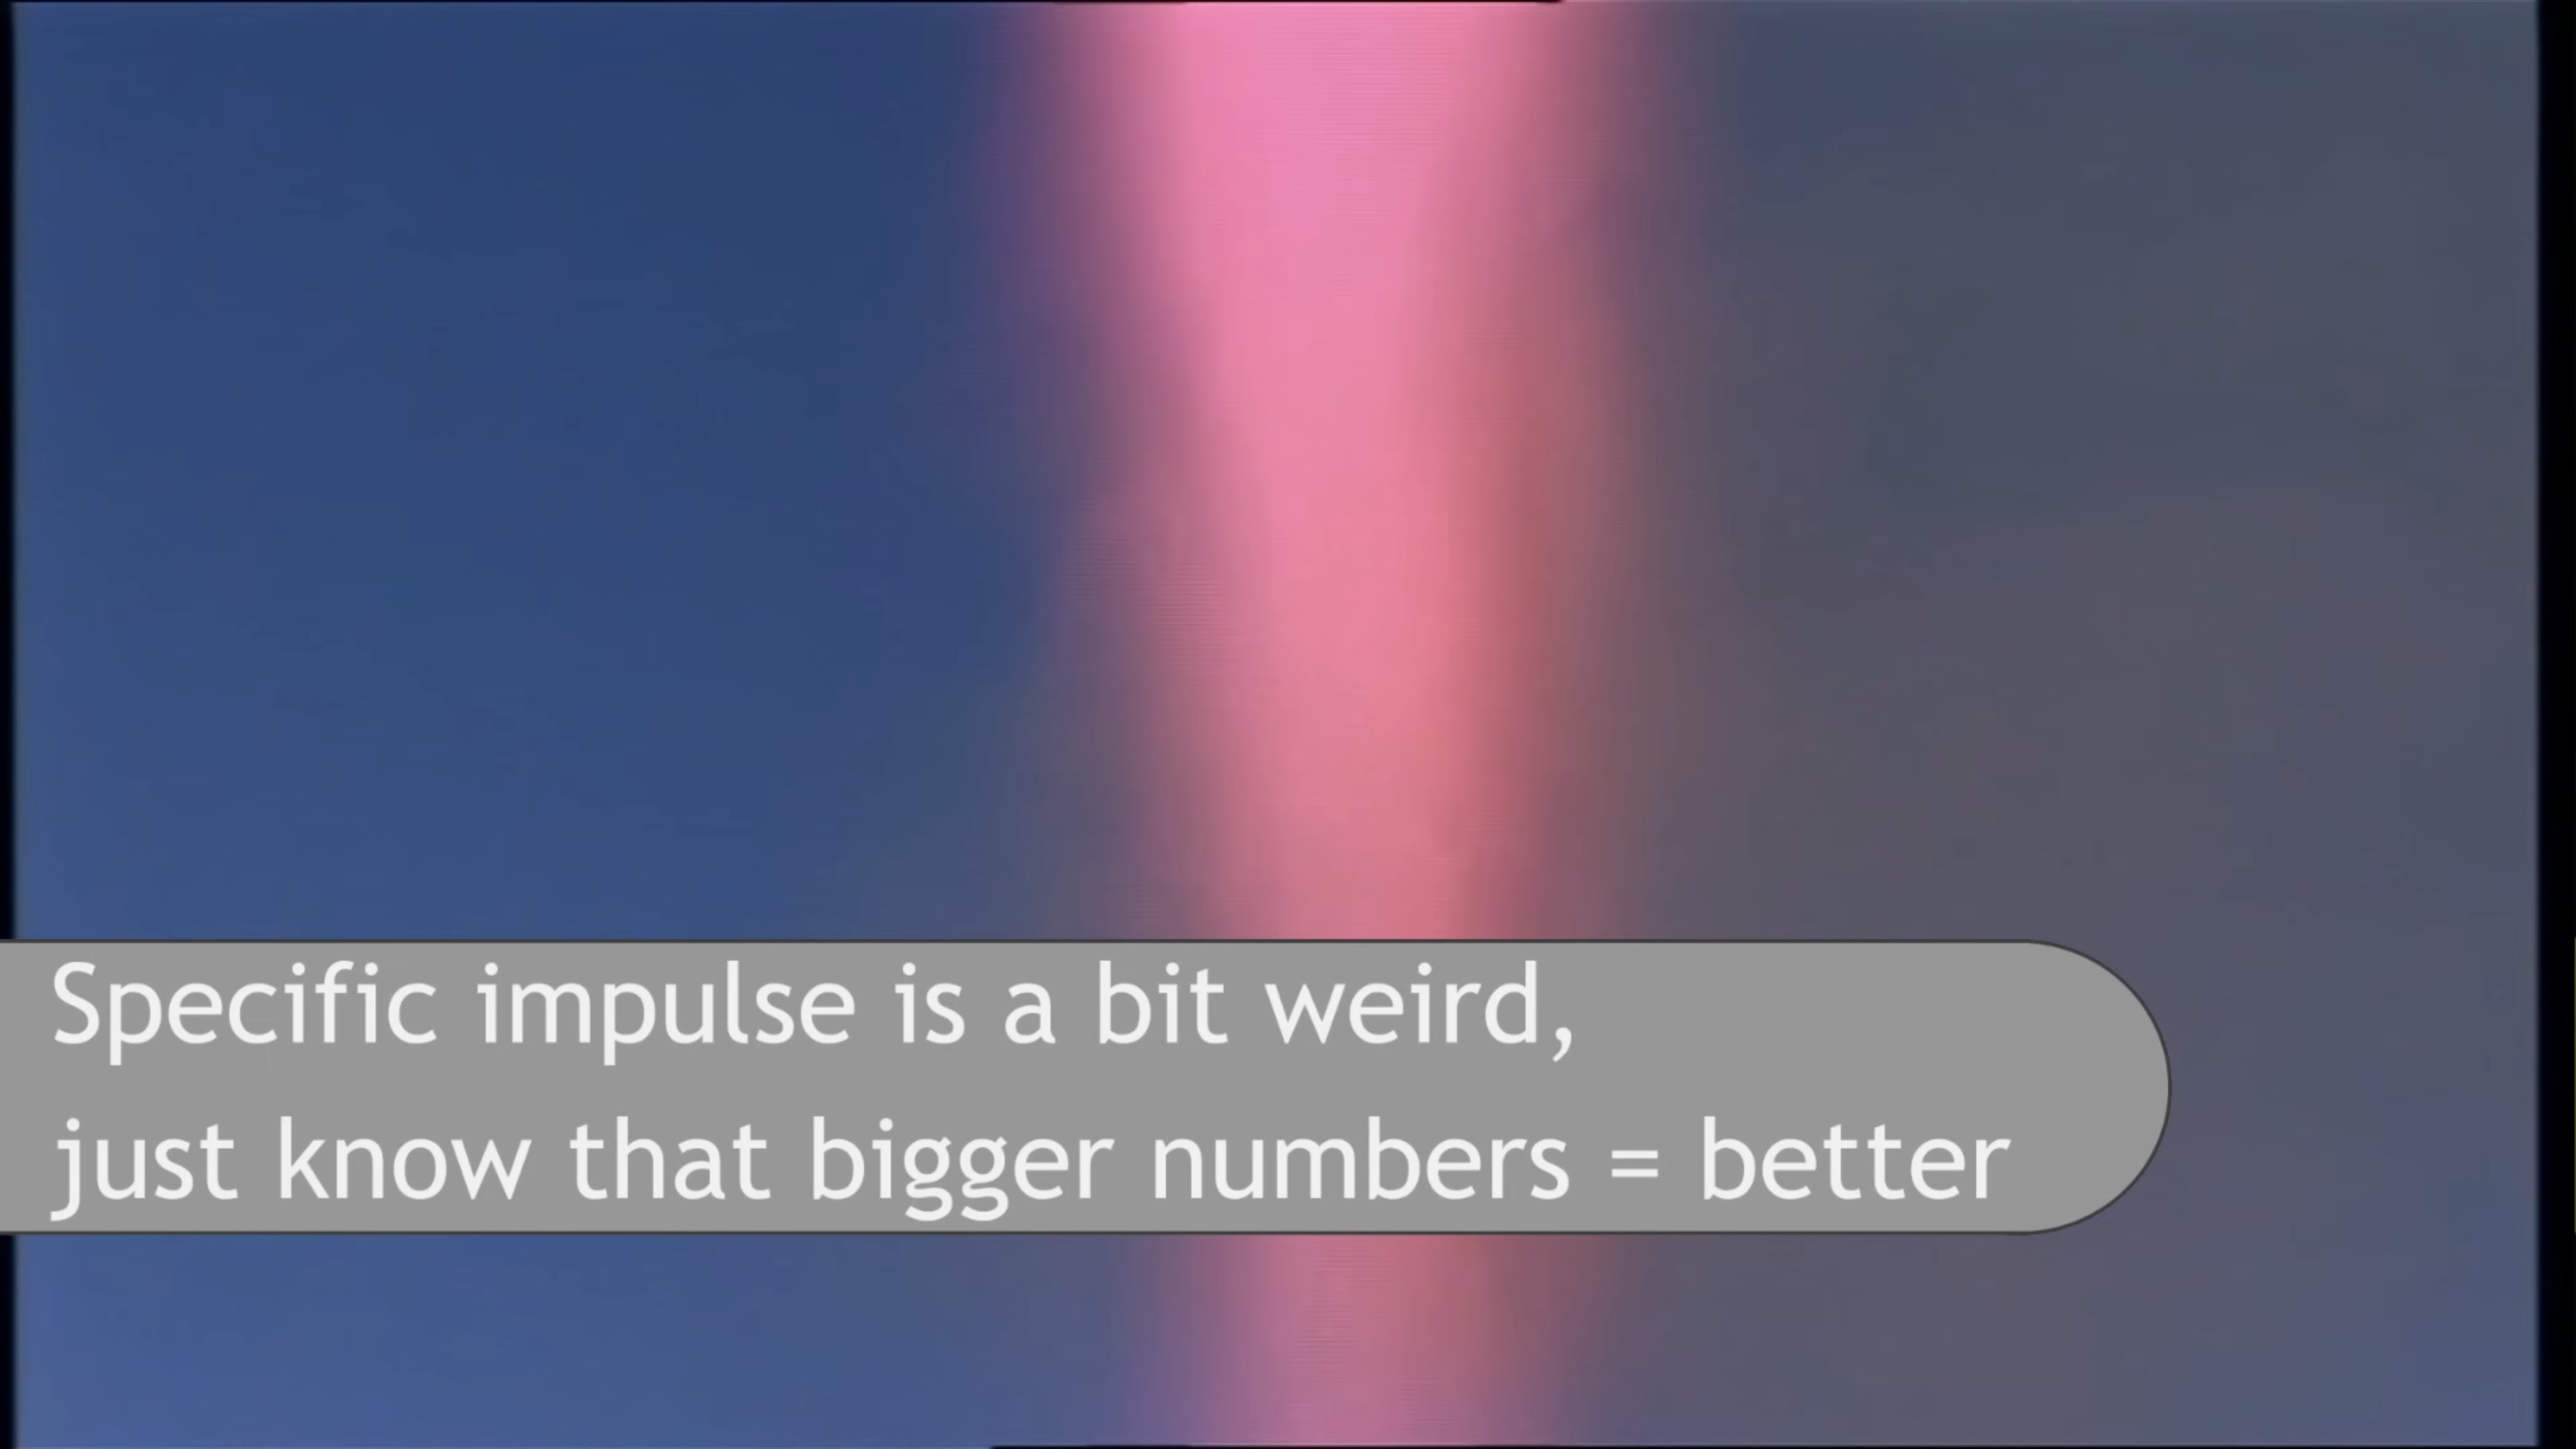 Specific impulse is a bit weird,
just know that bigger numbers = better